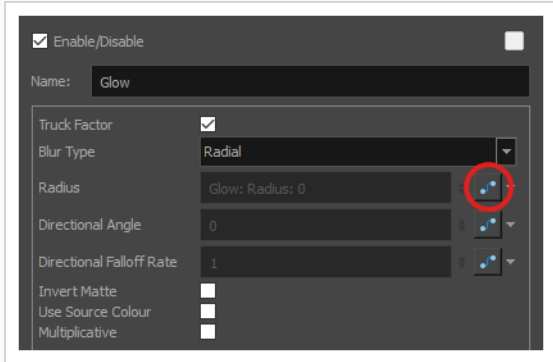 Enable/Disable
Name: Glow
Truck Factor
Blur Type Radial
Radius Glow: Radius: 0
Directional Angle 0
Directional Falloff Rate 1
Invert Matte
Use Source Colour
Multiplicative